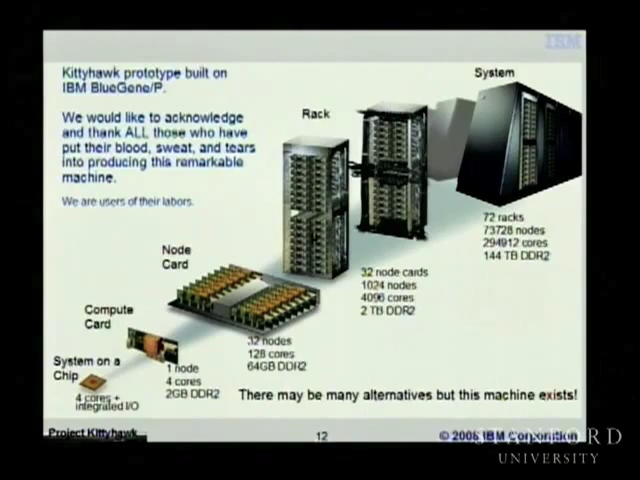 IBM
Kittyhawk prototype built on
IBM BlueGene/P.
We would like to acknowledge
and thank ALL those who have
put their blood, sweat, and tears
into producing this remarkable
machine.
We are users of their labors.
System
Rack
72 racks
73728 nodes
294912 cores
144 TB DDR2
32 node cards
1024 nodes
4096 cores
2 TB DDR2
Node
Card
32 nodes
128 cores
64GB DDR2
Compute
Card
1 node
4 cores
2GB DDR2
System on a
Chip
4 cores +
integrated I/O
There may be many alternatives but this machine exists!
Project Kittyhawk
12
© 2008 IBM Corporation
STANFORD
UNIVERSITY